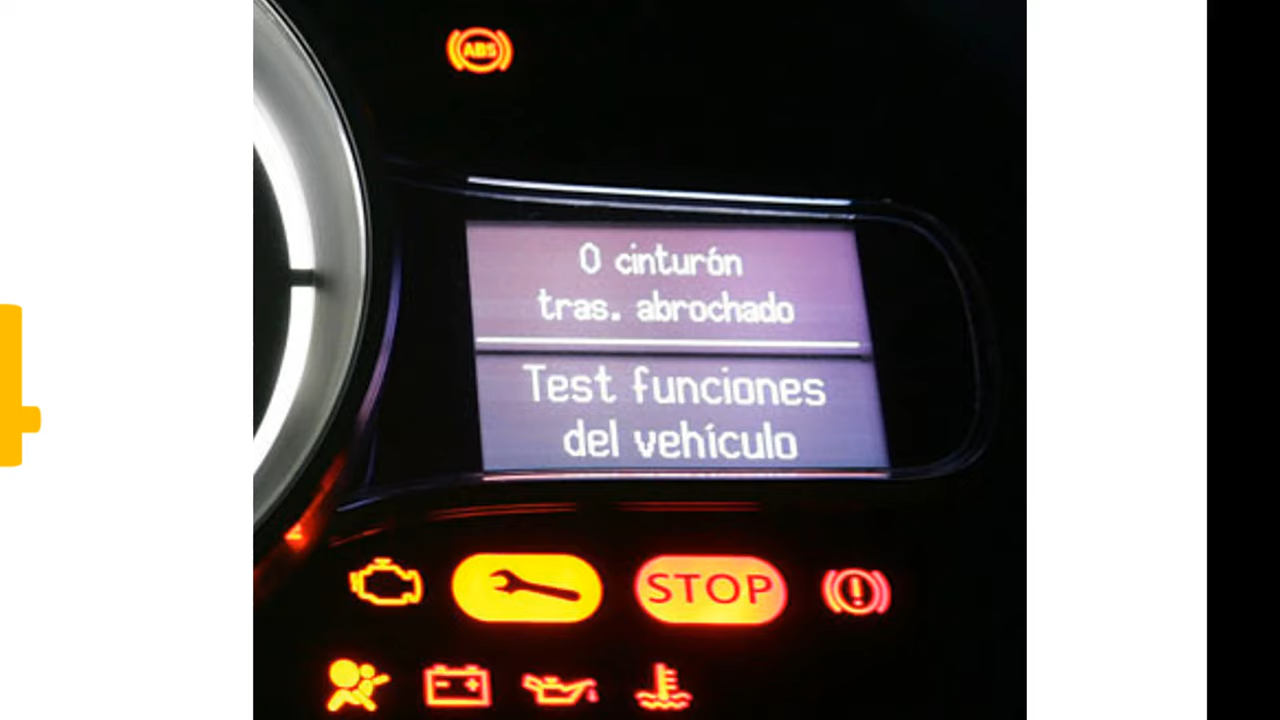 ABS
0 cinturón
tras. abrochado
Test funciones
del vehículo
STOP